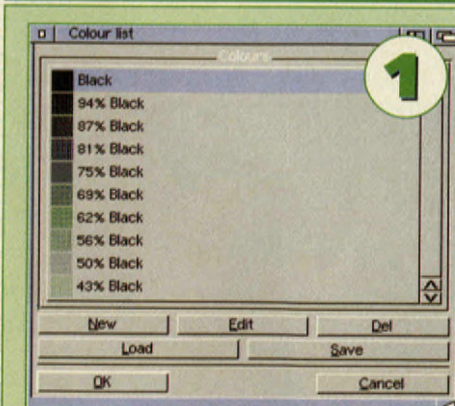 Colour list
1
Colours
Black
94% Black
87% Black
81% Black
75% Black
69% Black
62% Black
56% Black
50% Black
43% Black
New Edit Del
Load Save
OK Cancel